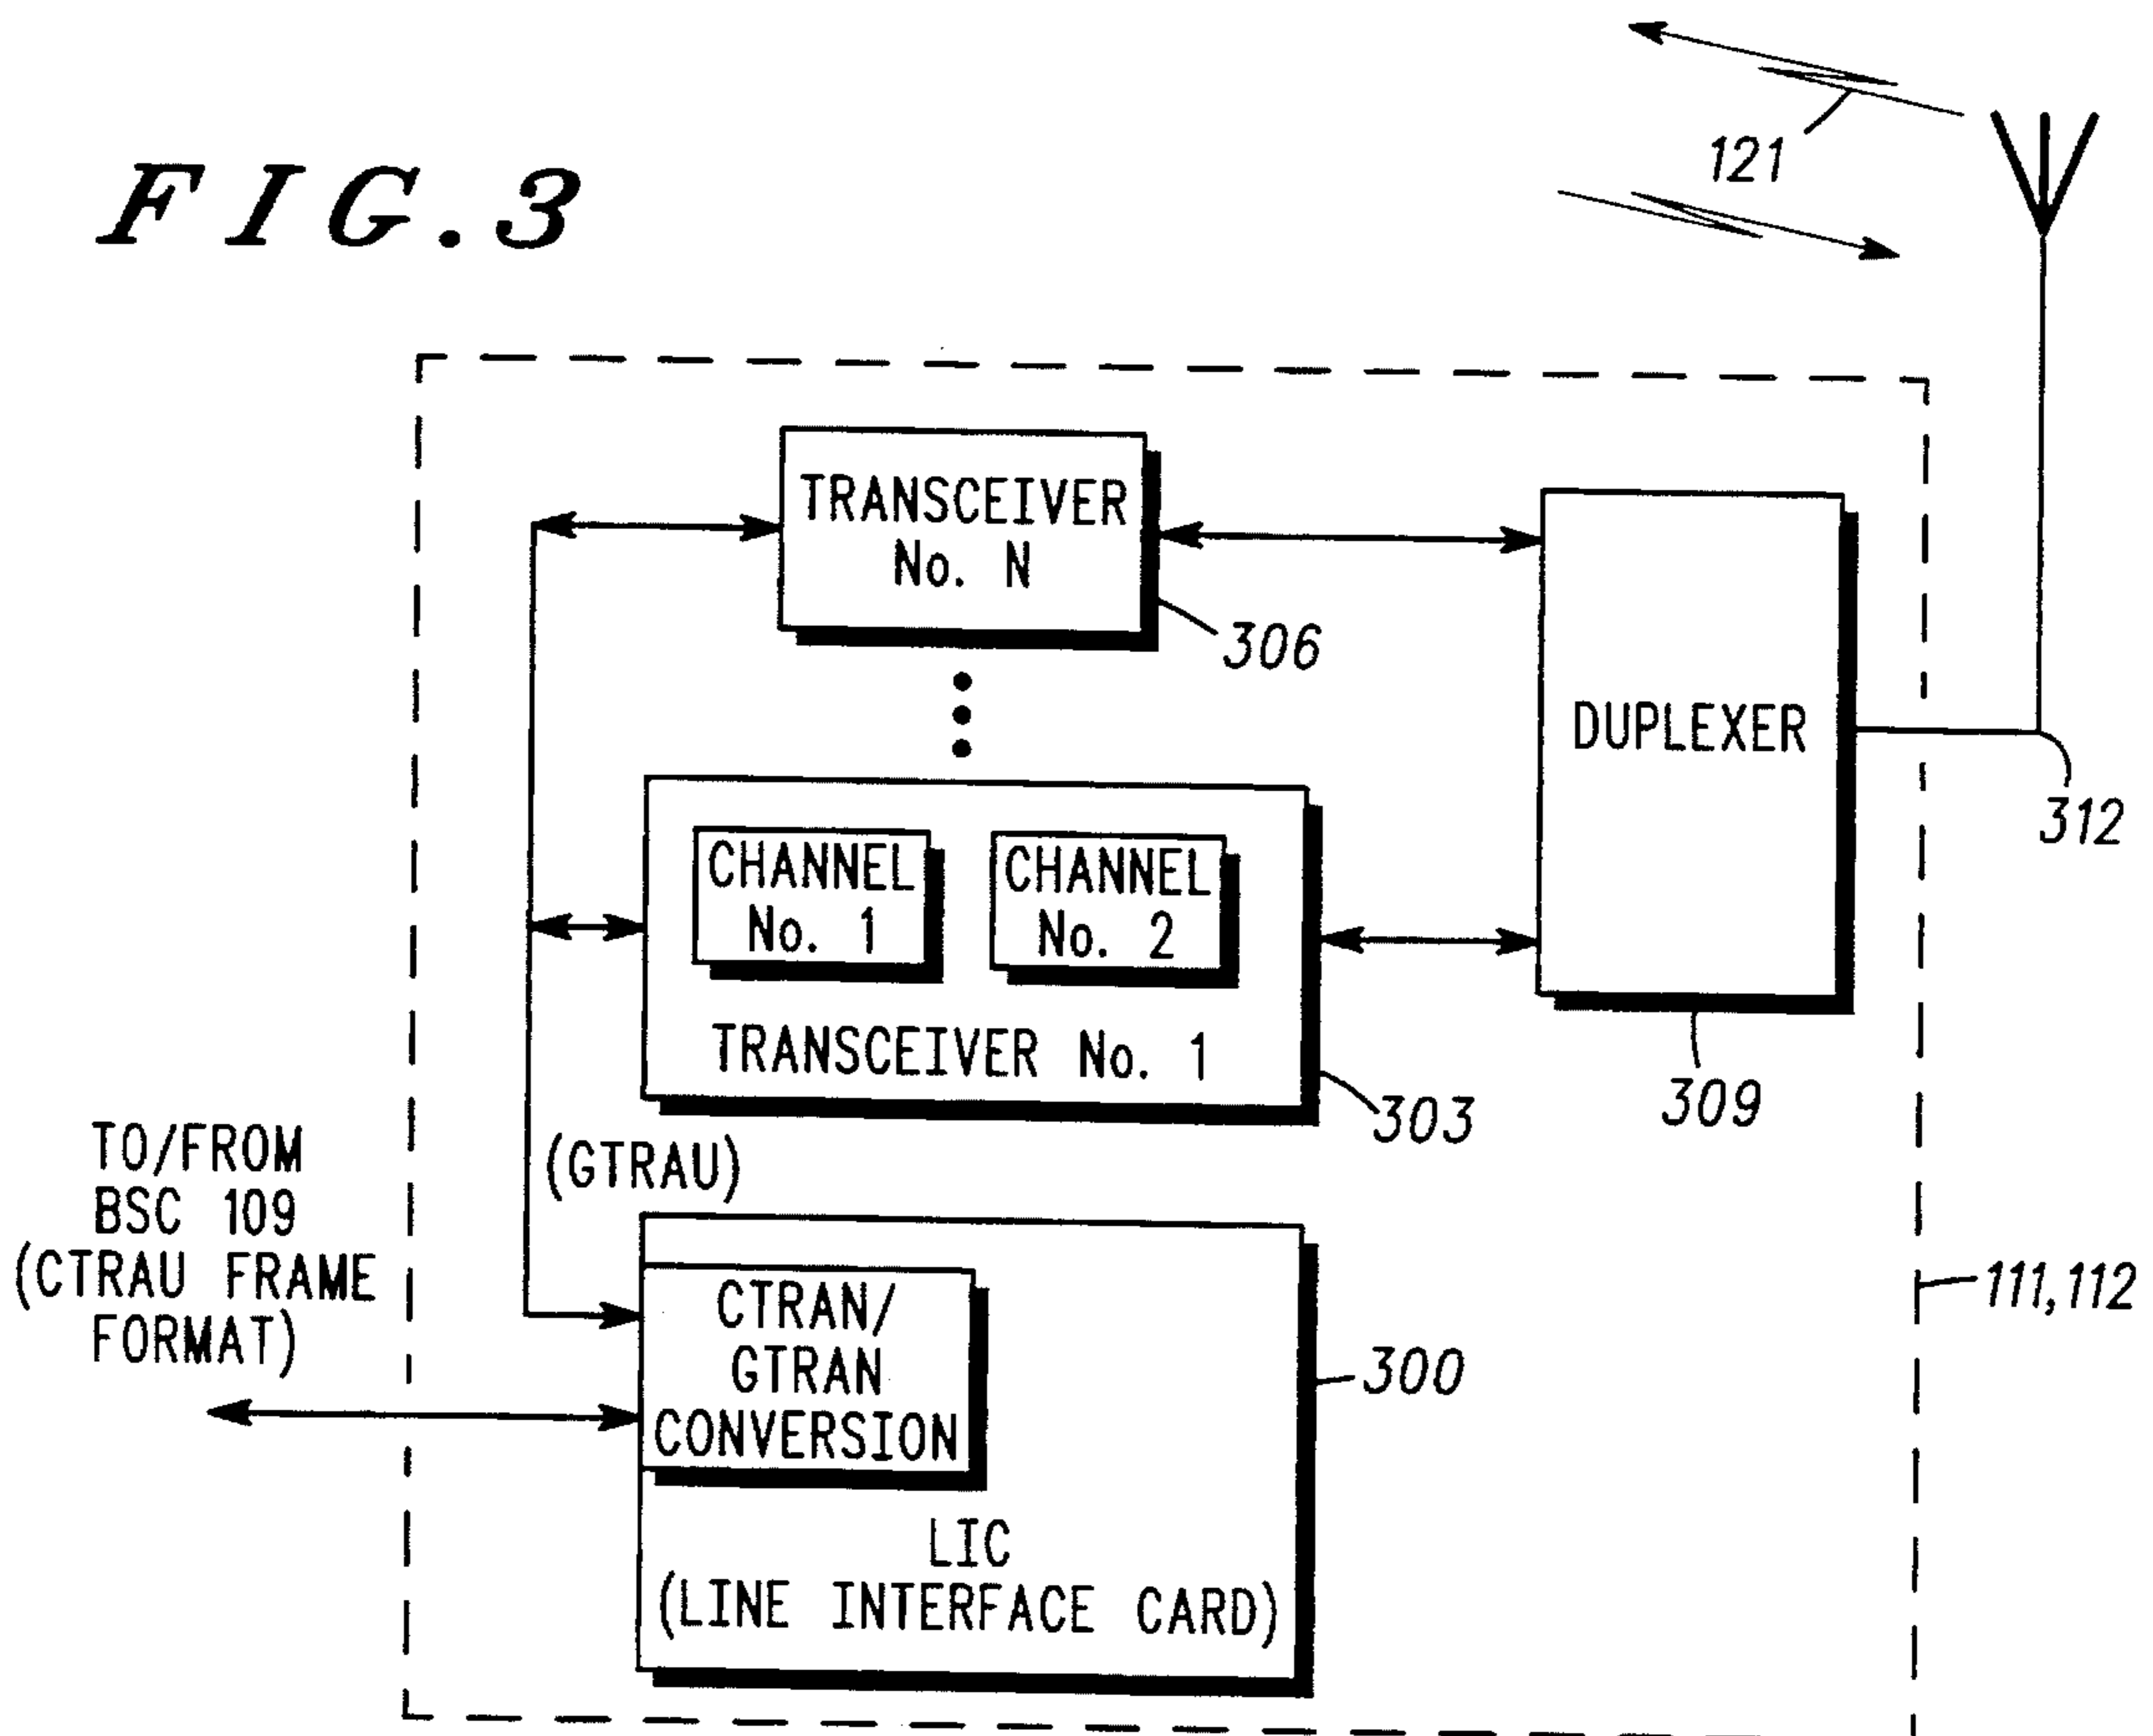 FIG.3
121
TRANSCEIVER
No. N
306
DUPLEXER
312
CHANNEL
No. 1
CHANNEL
No. 2
TRANSCEIVER No. 1
303
309
(GTRAU)
TO/FROM
BSC 109
(CTRAU FRAME
FORMAT)
CTRAN/
GTRAN
CONVERSION
300
111,112
LIC
(LINE INTERFACE CARD)